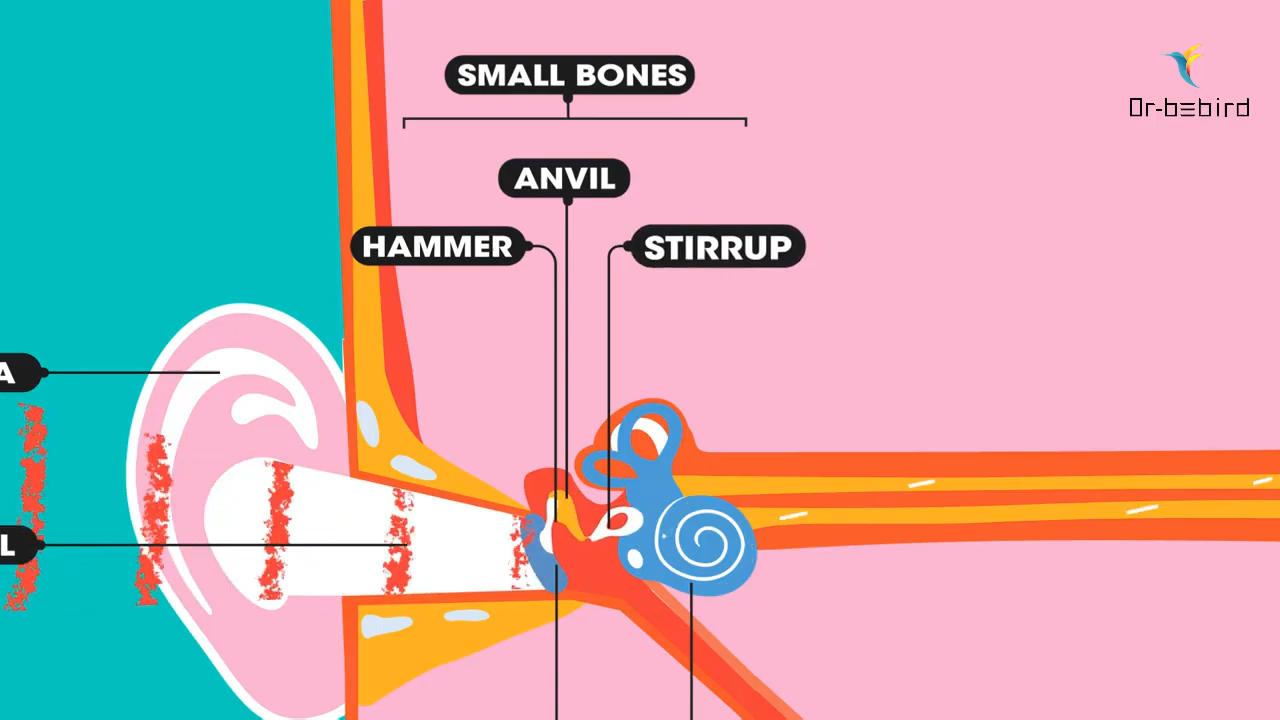 SMALL BONES
Or-bebird
ANVIL
HAMMER
STIRRUP
A
L